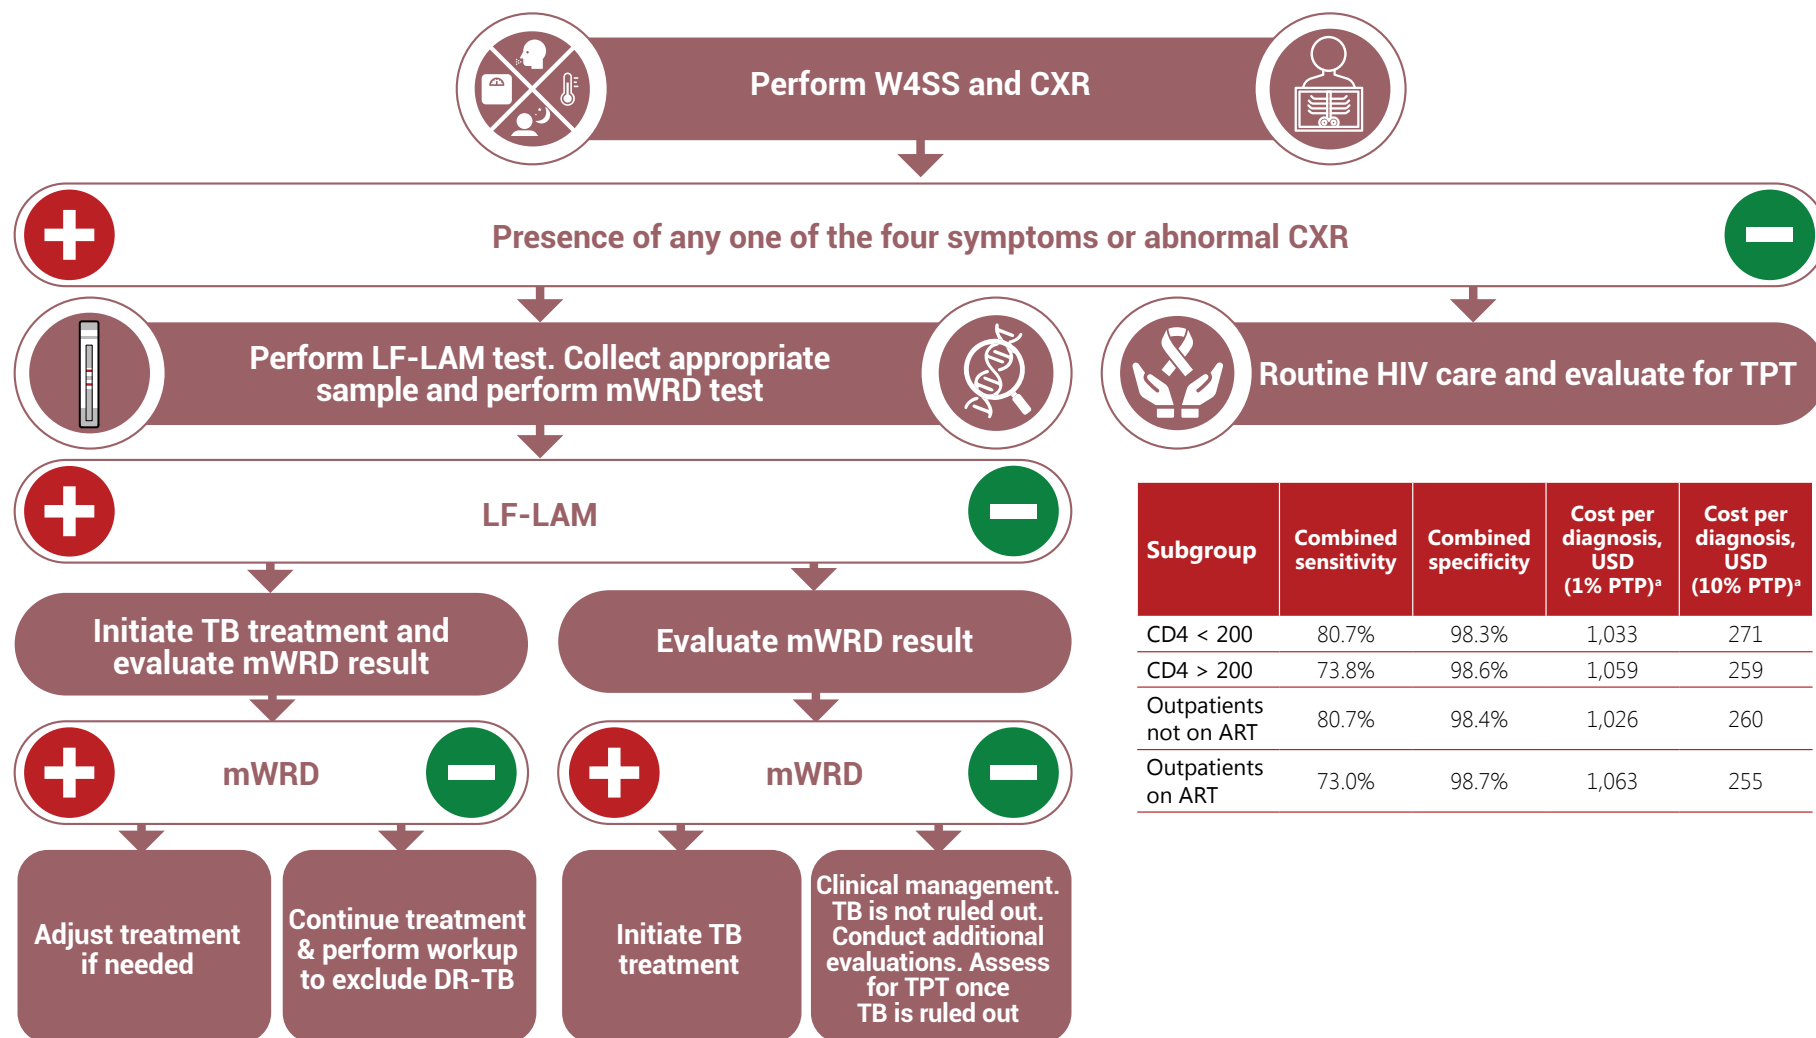 Perform W4SS and CXR
Presence of any one of the four symptoms or abnormal CXR
Perform LF-LAM test. Collect appropriate
sample and perform mWRD test
Routine HIV care and evaluate for TPT
LF-LAM
Initiate TB treatment and
evaluate mWRD result
Evaluate mWRD result
mWRD
mWRD
Adjust treatment
if needed
Continue treatment
& perform workup
to exclude DR-TB
Initiate TB
treatment
Clinical management.
TB is not ruled out.
Conduct additional
evaluations. Assess
for TPT once
TB is ruled out
Subgroup
Combined
sensitivity
Combined
specificity
Cost per
diagnosis,
USD
(1% PTP)ᵃ
Cost per
diagnosis,
USD
(10% PTP)ᵃ
CD4 < 200 80.7% 98.3% 1,033 271
CD4 > 200 73.8% 98.6% 1,059 259
Outpatients
not on ART 80.7% 98.4% 1,026 260
Outpatients
on ART 73.0% 98.7% 1,063 255